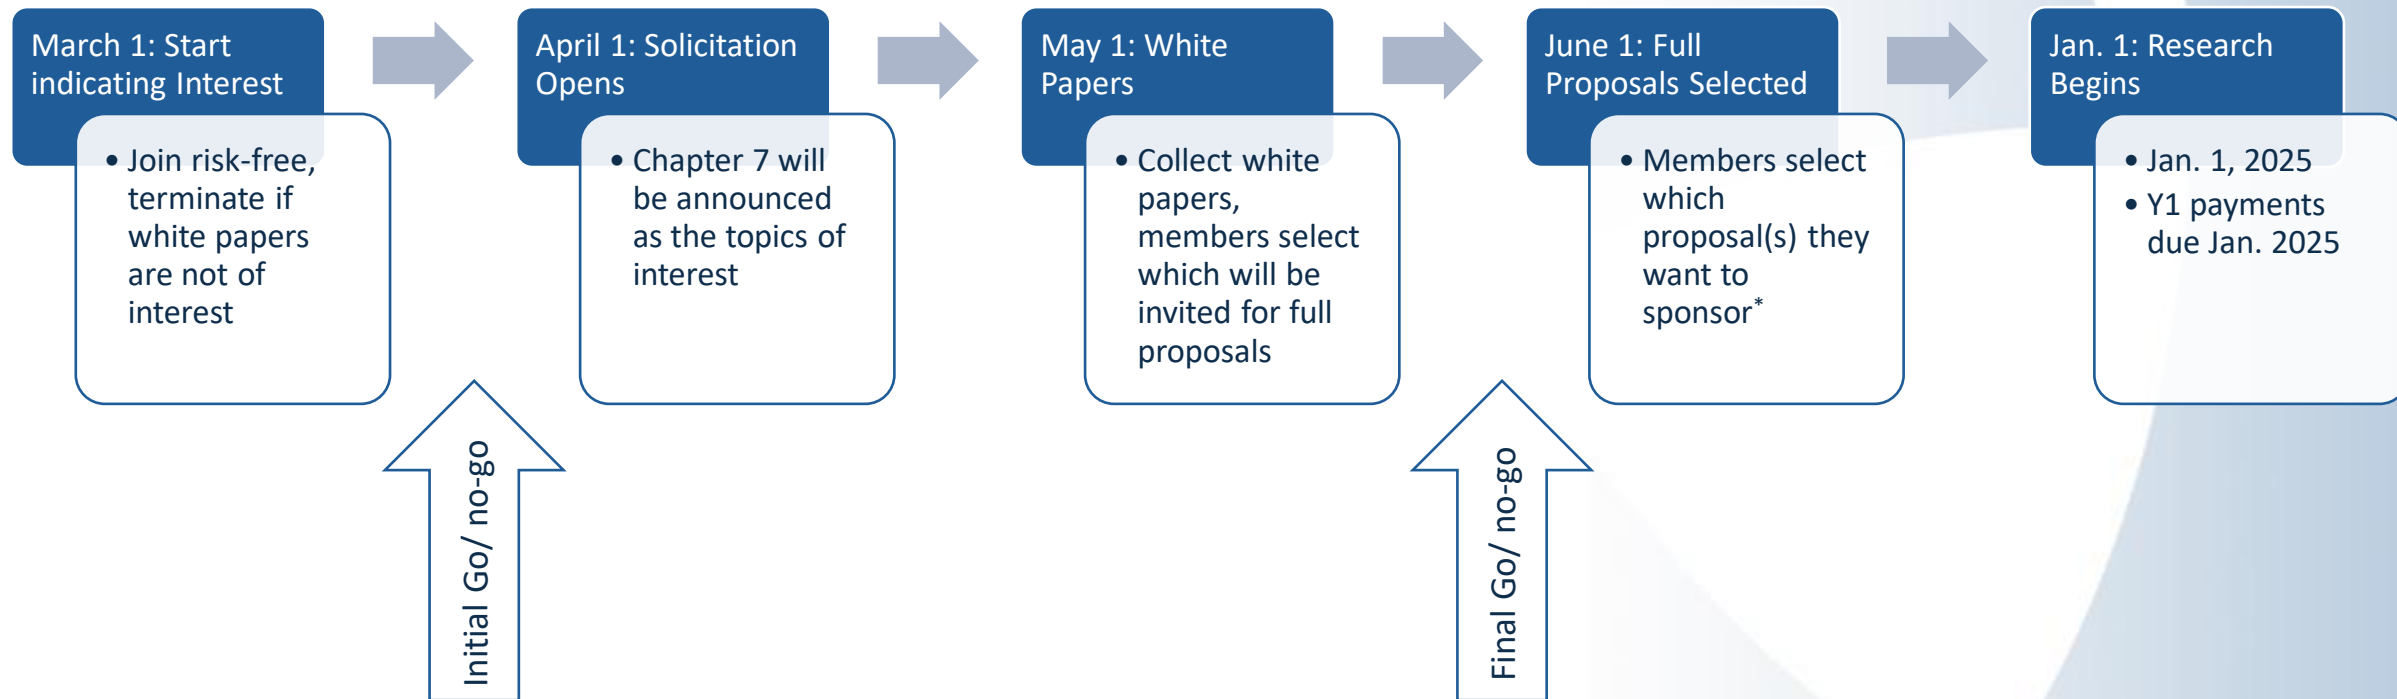 March 1: Start
indicating Interest
• Join risk-free,
terminate if
white papers
are not of
interest
April 1: Solicitation
Opens
• Chapter 7 will
be announced
as the topics of
interest
May 1: White
Papers
• Collect white
papers,
members select
which will be
invited for full
proposals
June 1: Full
Proposals Selected
• Members select
which
proposal(s) they
want to
sponsor*
Jan. 1: Research
Begins
• Jan. 1, 2025
• Y1 payments
due Jan. 2025
Initial Go/ no-go
Final Go/ no-go